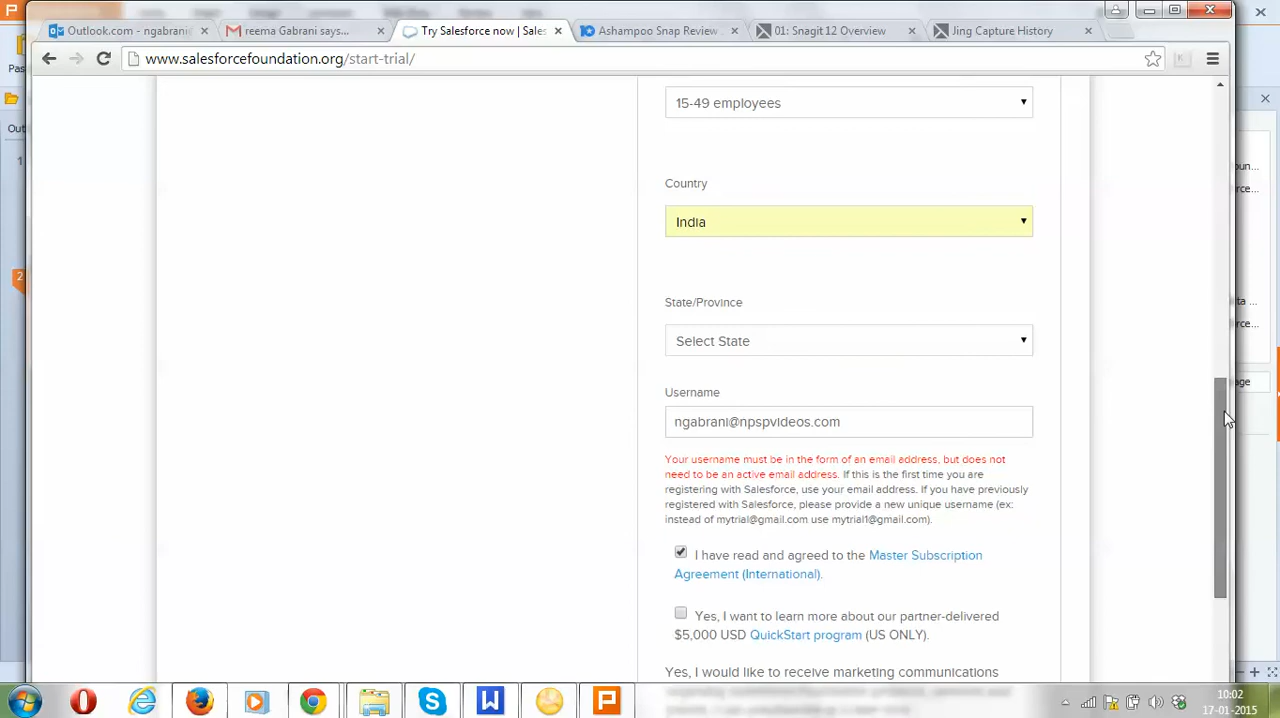 Outlook.com - ngabrani
reema Gabrani says...
Try Salesforce now | Sales
Ashampoo Snap Review
01: Snagit 12 Overview
Jing Capture History
www.salesforcefoundation.org/start-trial/
Pas
Out
1
2
15-49 employees
Country
India
State/Province
Select State
Username
ngabrani@npspvideos.com
Your username must be in the form of an email address, but does not
need to be an active email address. If this is the first time you are
registering with Salesforce, use your email address. If you have previously
registered with Salesforce, please provide a new unique username (ex:
instead of mytrial@gmail.com use mytrial1@gmail.com).
I have read and agreed to the Master Subscription
Agreement (International).
Yes, I want to learn more about our partner-delivered
$5,000 USD QuickStart program (US ONLY).
Yes, I would like to receive marketing communications
10:02
17-01-2015